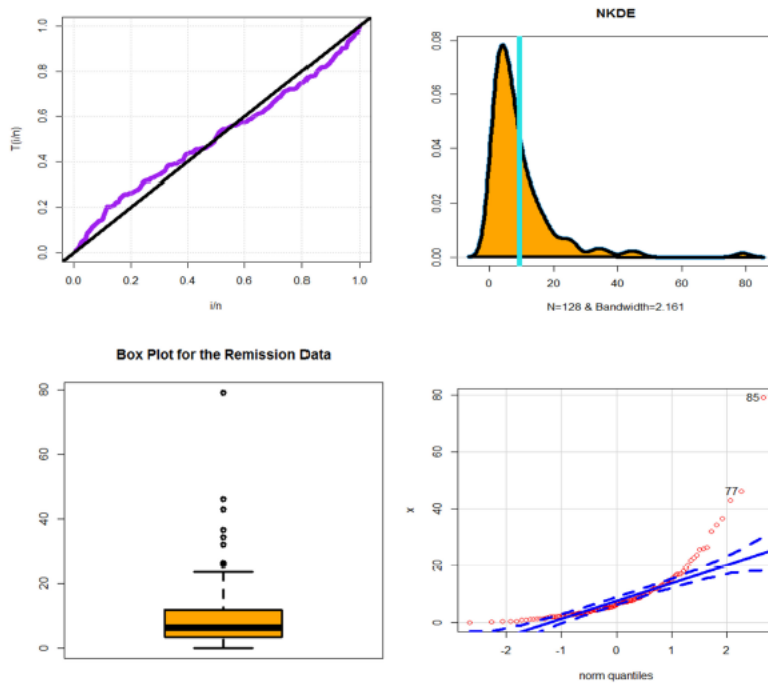 T(i/n)
1.0
0.8
0.6
0.4
0.2
0.0
0.0 0.2 0.4 0.6 0.8 1.0
i/n
NKDE
0.08
0.06
0.04
0.02
0.00
0 20 40 60 80
N=128 & Bandwidth=2.161
Box Plot for the Remission Data
80
60
40
20
0
x
80
60
40
20
0
85
77
-2 -1 0 1 2
norm quantiles